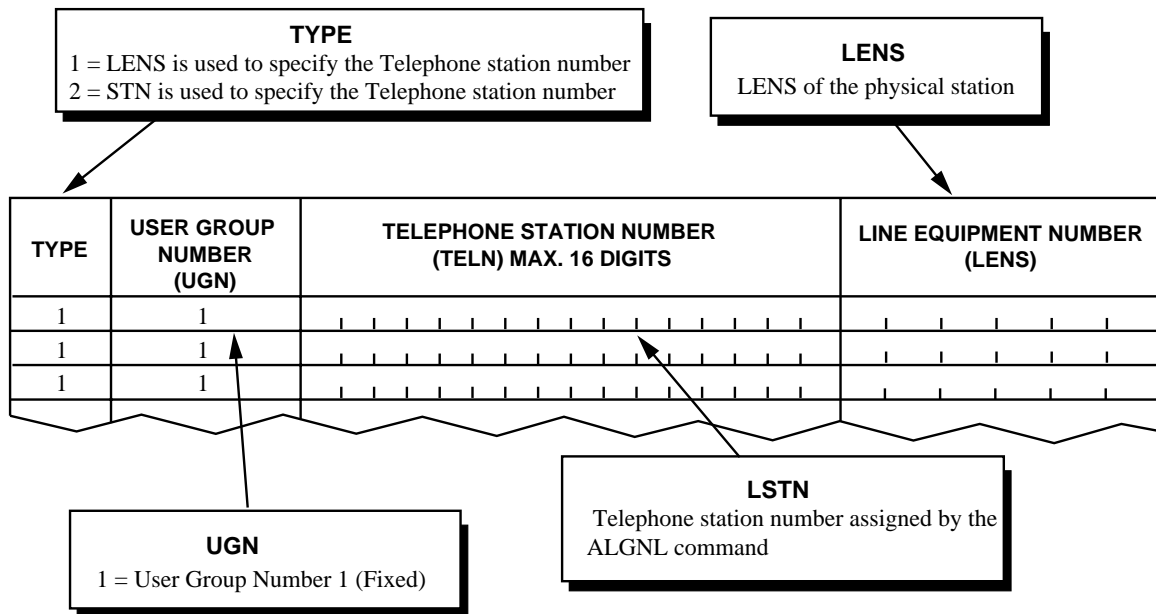 TYPE
1 = LENS is used to specify the Telephone station number
2 = STN is used to specify the Telephone station number
LENS
LENS of the physical station
TYPE
USER GROUP
NUMBER
(UGN)
TELEPHONE STATION NUMBER
(TELN) MAX. 16 DIGITS
LINE EQUIPMENT NUMBER
(LENS)
1 1
1 1
1 1
LSTN
Telephone station number assigned by the
ALGNL command
UGN
1 = User Group Number 1 (Fixed)